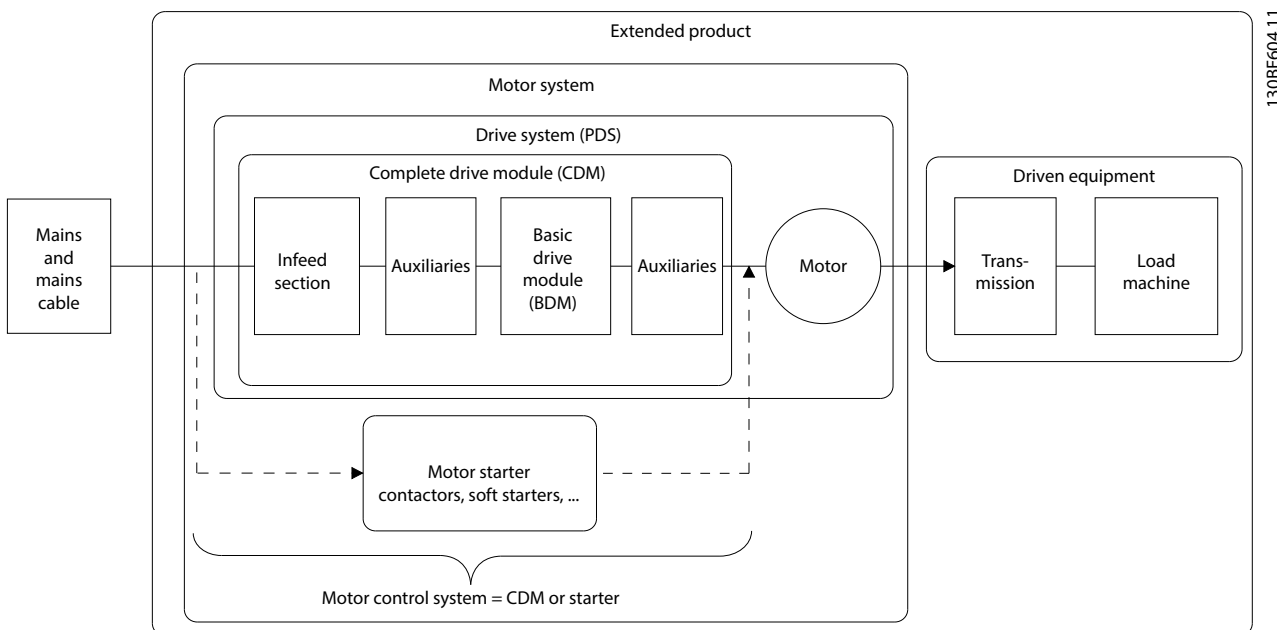 Extended product
130BF604.11
Motor system
Drive system (PDS)
Complete drive module (CDM)
Driven equipment
Mains
and
mains
cable
Infeed
section
Auxiliaries
Basic
drive
module
(BDM)
Auxiliaries
Motor
Trans-
mission
Load
machine
Motor starter
contactors, soft starters, ...
Motor control system = CDM or starter